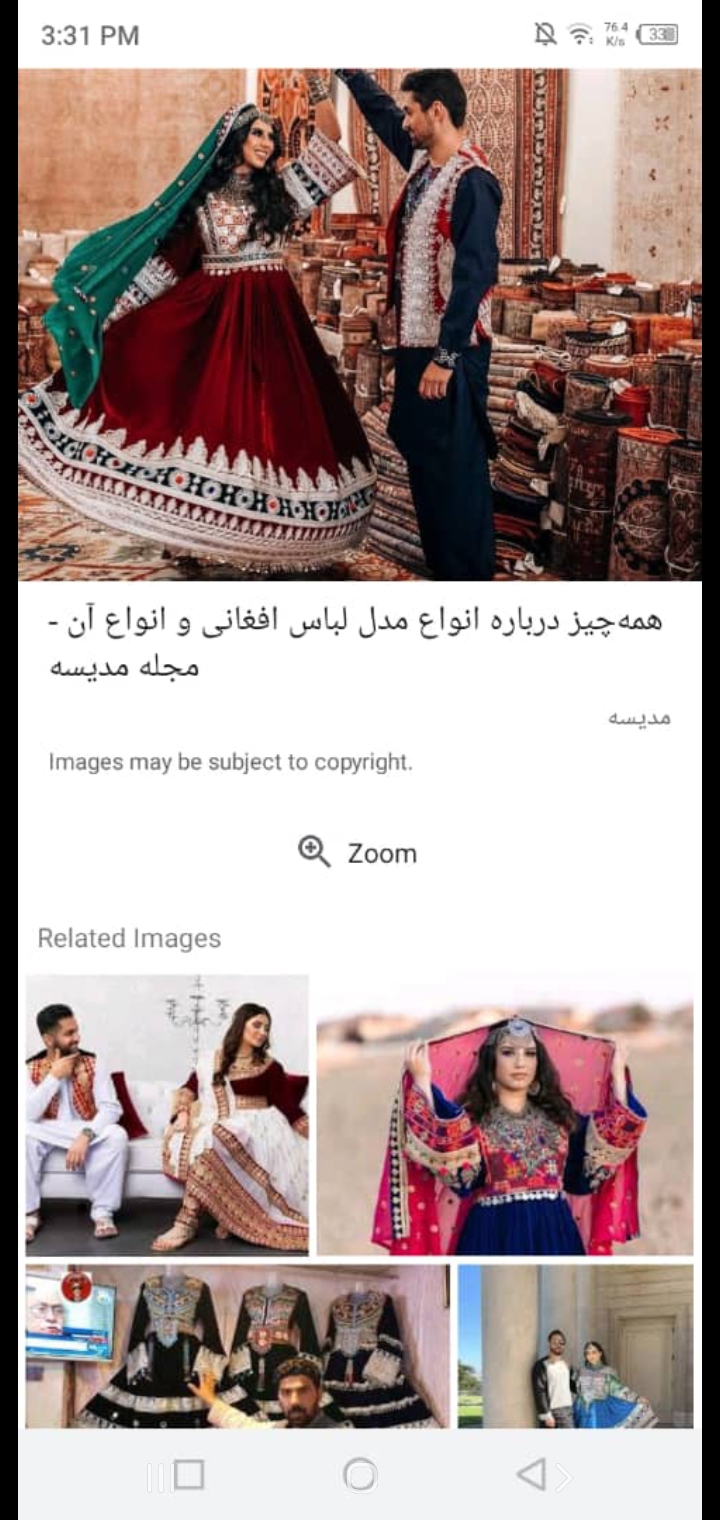 3:31 PM
76.4
K/s
33
همه‌چیز درباره انواع مدل لباس افغانی و انواع آن -
مجله مدیسه
مدیسه
Images may be subject to copyright.
Zoom
Related Images